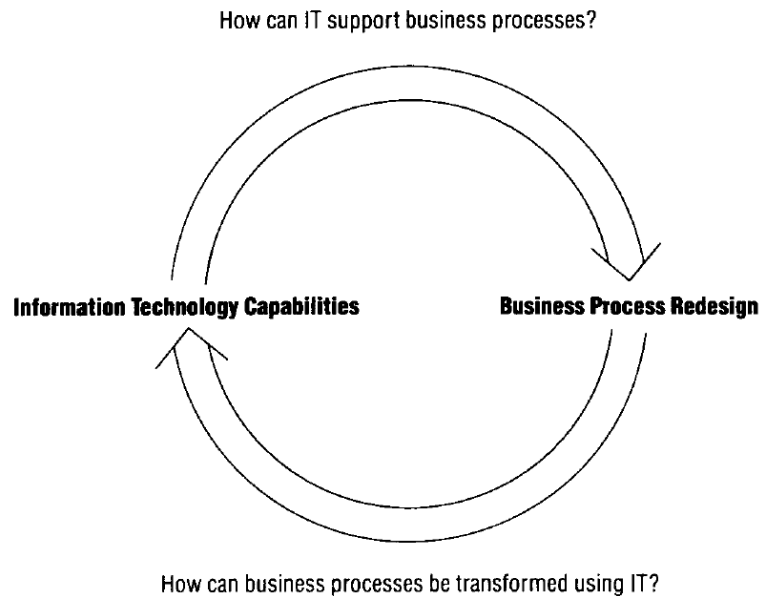 How can IT support business processes?
Information Technology Capabilities
Business Process Redesign
How can business processes be transformed using IT?